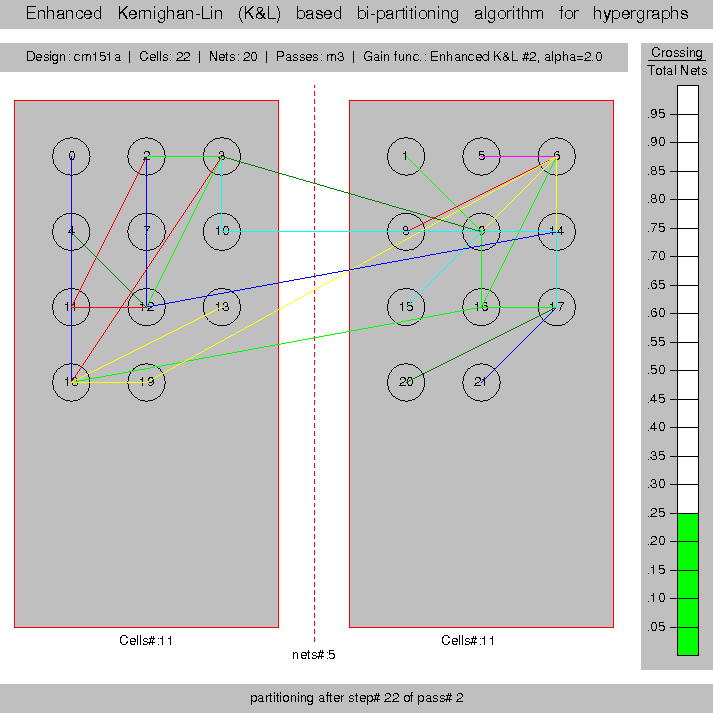 Enhanced Kernighan-Lin (K&L) based bi-partitioning algorithm for hypergraphs
Design: cm151a | Cells: 22 | Nets: 20 | Passes: m3 | Gain func.: Enhanced K&L #2, alpha=2.0
Crossing
Total Nets
.95
.90
.85
.80
.75
.70
.65
.60
.55
.50
.45
.40
.35
.30
.25
.20
.15
.10
.05
0 2 3 1 5 6
4 7 10 8 9 14
11 12 13 15 16 17
18 19 20 21
Cells#:11 Cells#:11
nets#:5
partitioning after step# 22 of pass# 2